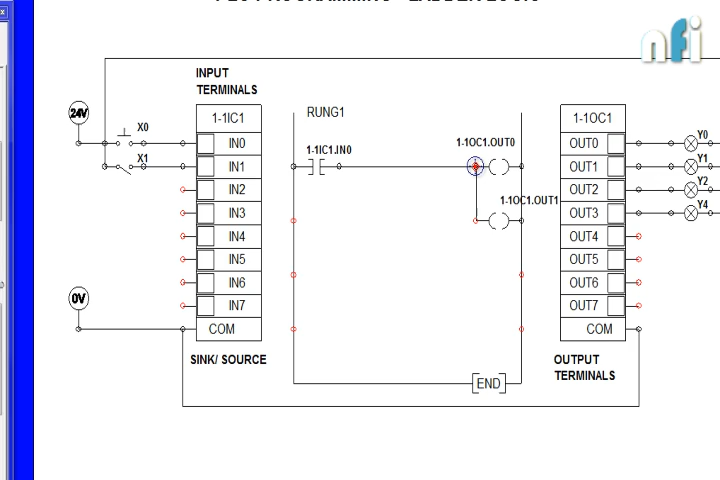 nfi
INPUT
TERMINALS
24V
X0
X1
1-1IC1
IN0
IN1
IN2
IN3
IN4
IN5
IN6
IN7
COM
0V
SINK/ SOURCE
RUNG1
1-1IC1.IN0
1-1OC1.OUT0
1-1OC1.OUT1
END
1-1OC1
OUT0
OUT1
OUT2
OUT3
OUT4
OUT5
OUT6
OUT7
COM
Y0
Y1
Y2
Y4
OUTPUT
TERMINALS